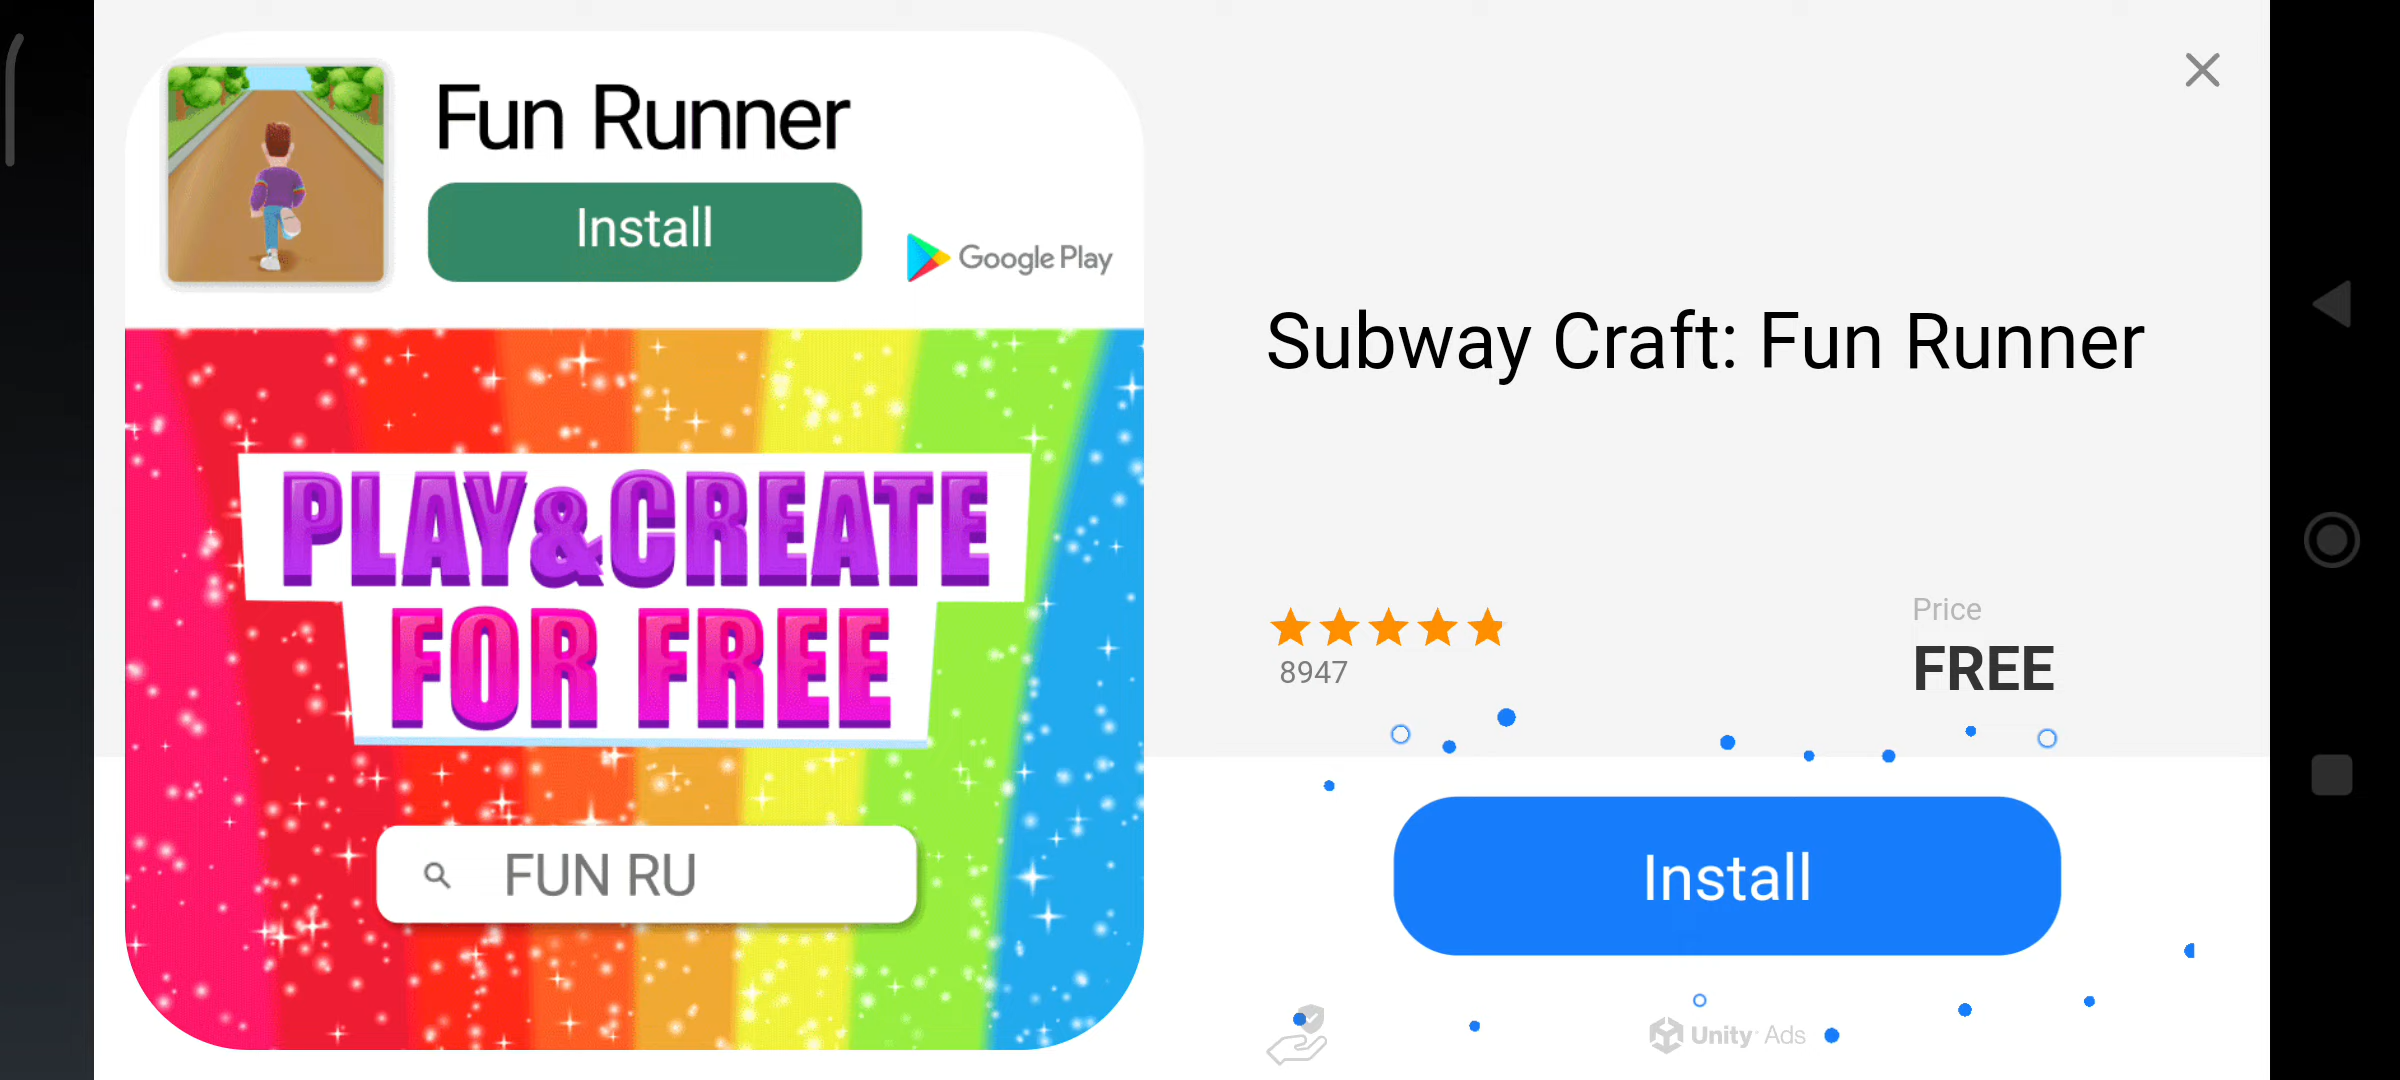 Fun Runner
Install
Google Play
PLAY&CREATE
FOR FREE
FUN RU
Subway Craft: Fun Runner
8947
Price
FREE
Install
Unity Ads